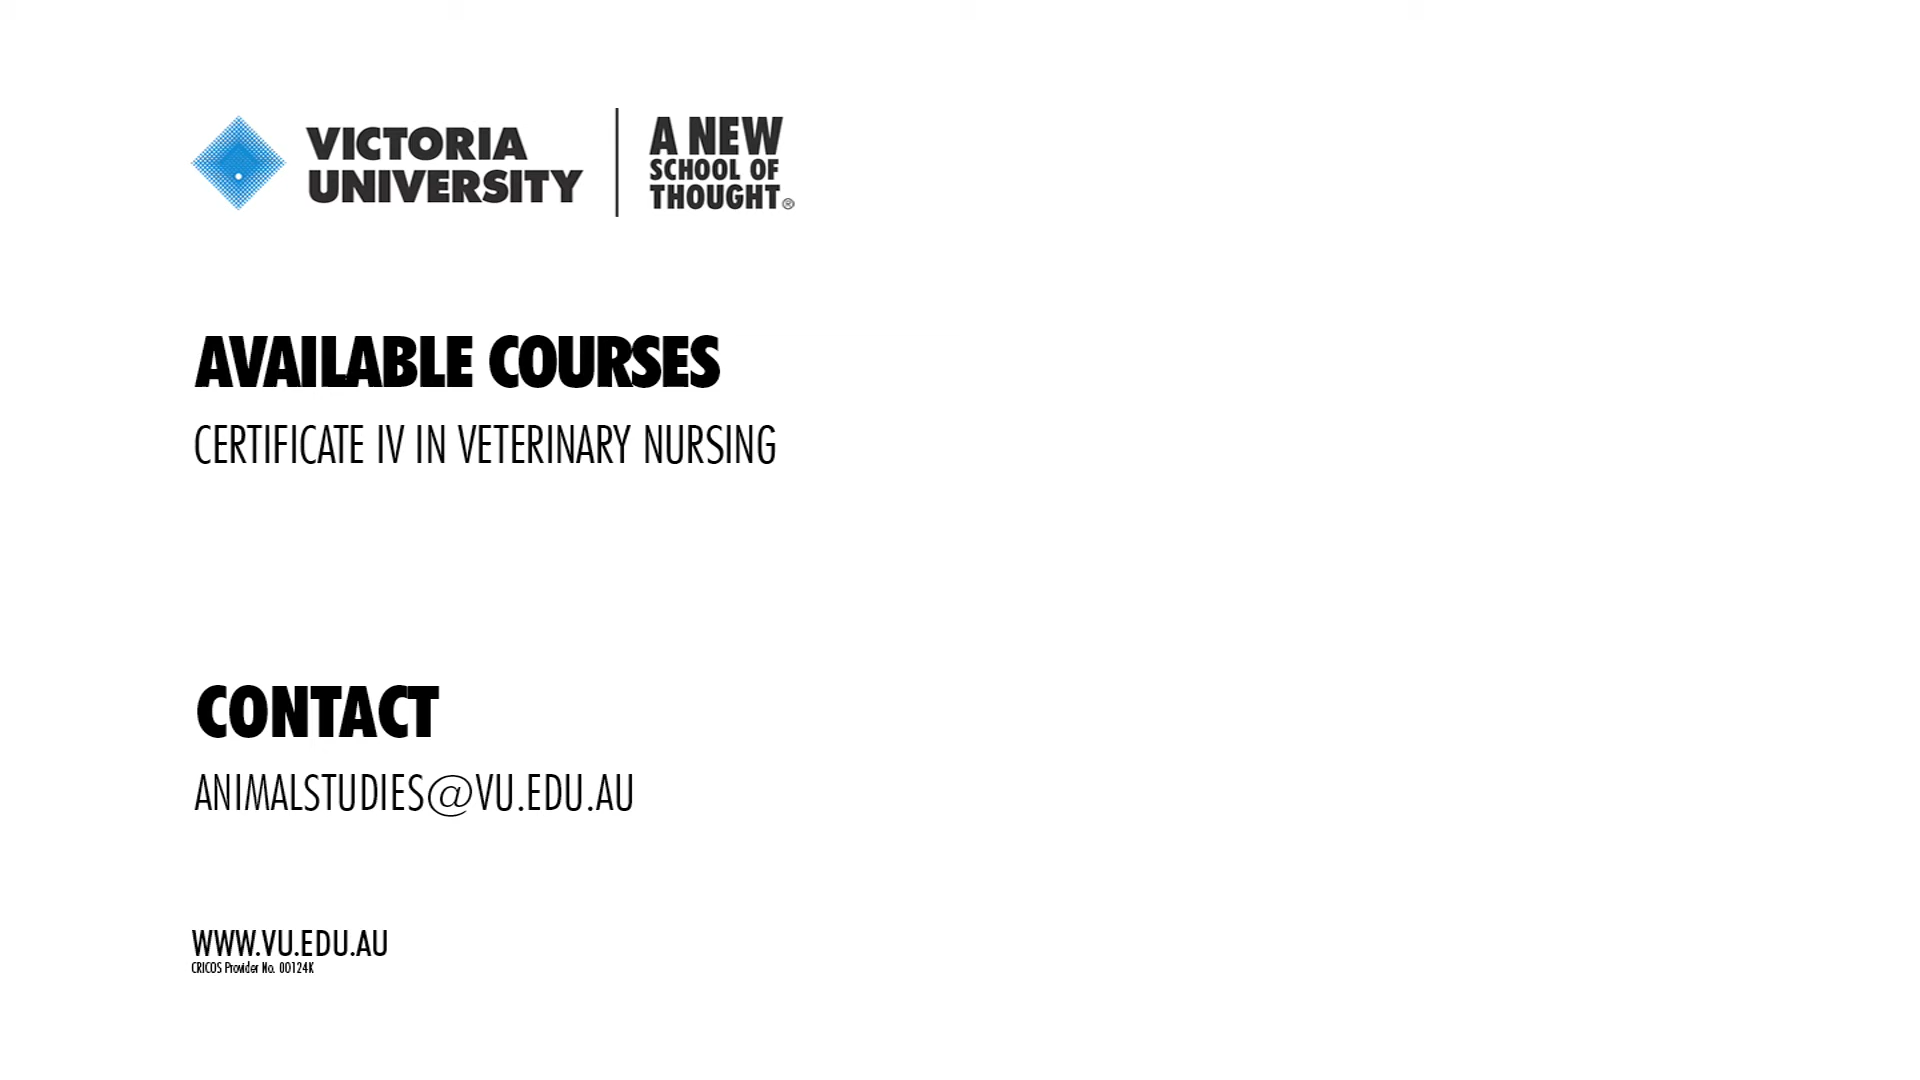 VICTORIA
UNIVERSITY
A NEW
SCHOOL OF
THOUGHT®
AVAILABLE COURSES
CERTIFICATE IV IN VETERINARY NURSING
CONTACT
ANIMALSTUDIES@VU.EDU.AU
WWW.VU.EDU.AU
CRICOS Provider No. 00124K